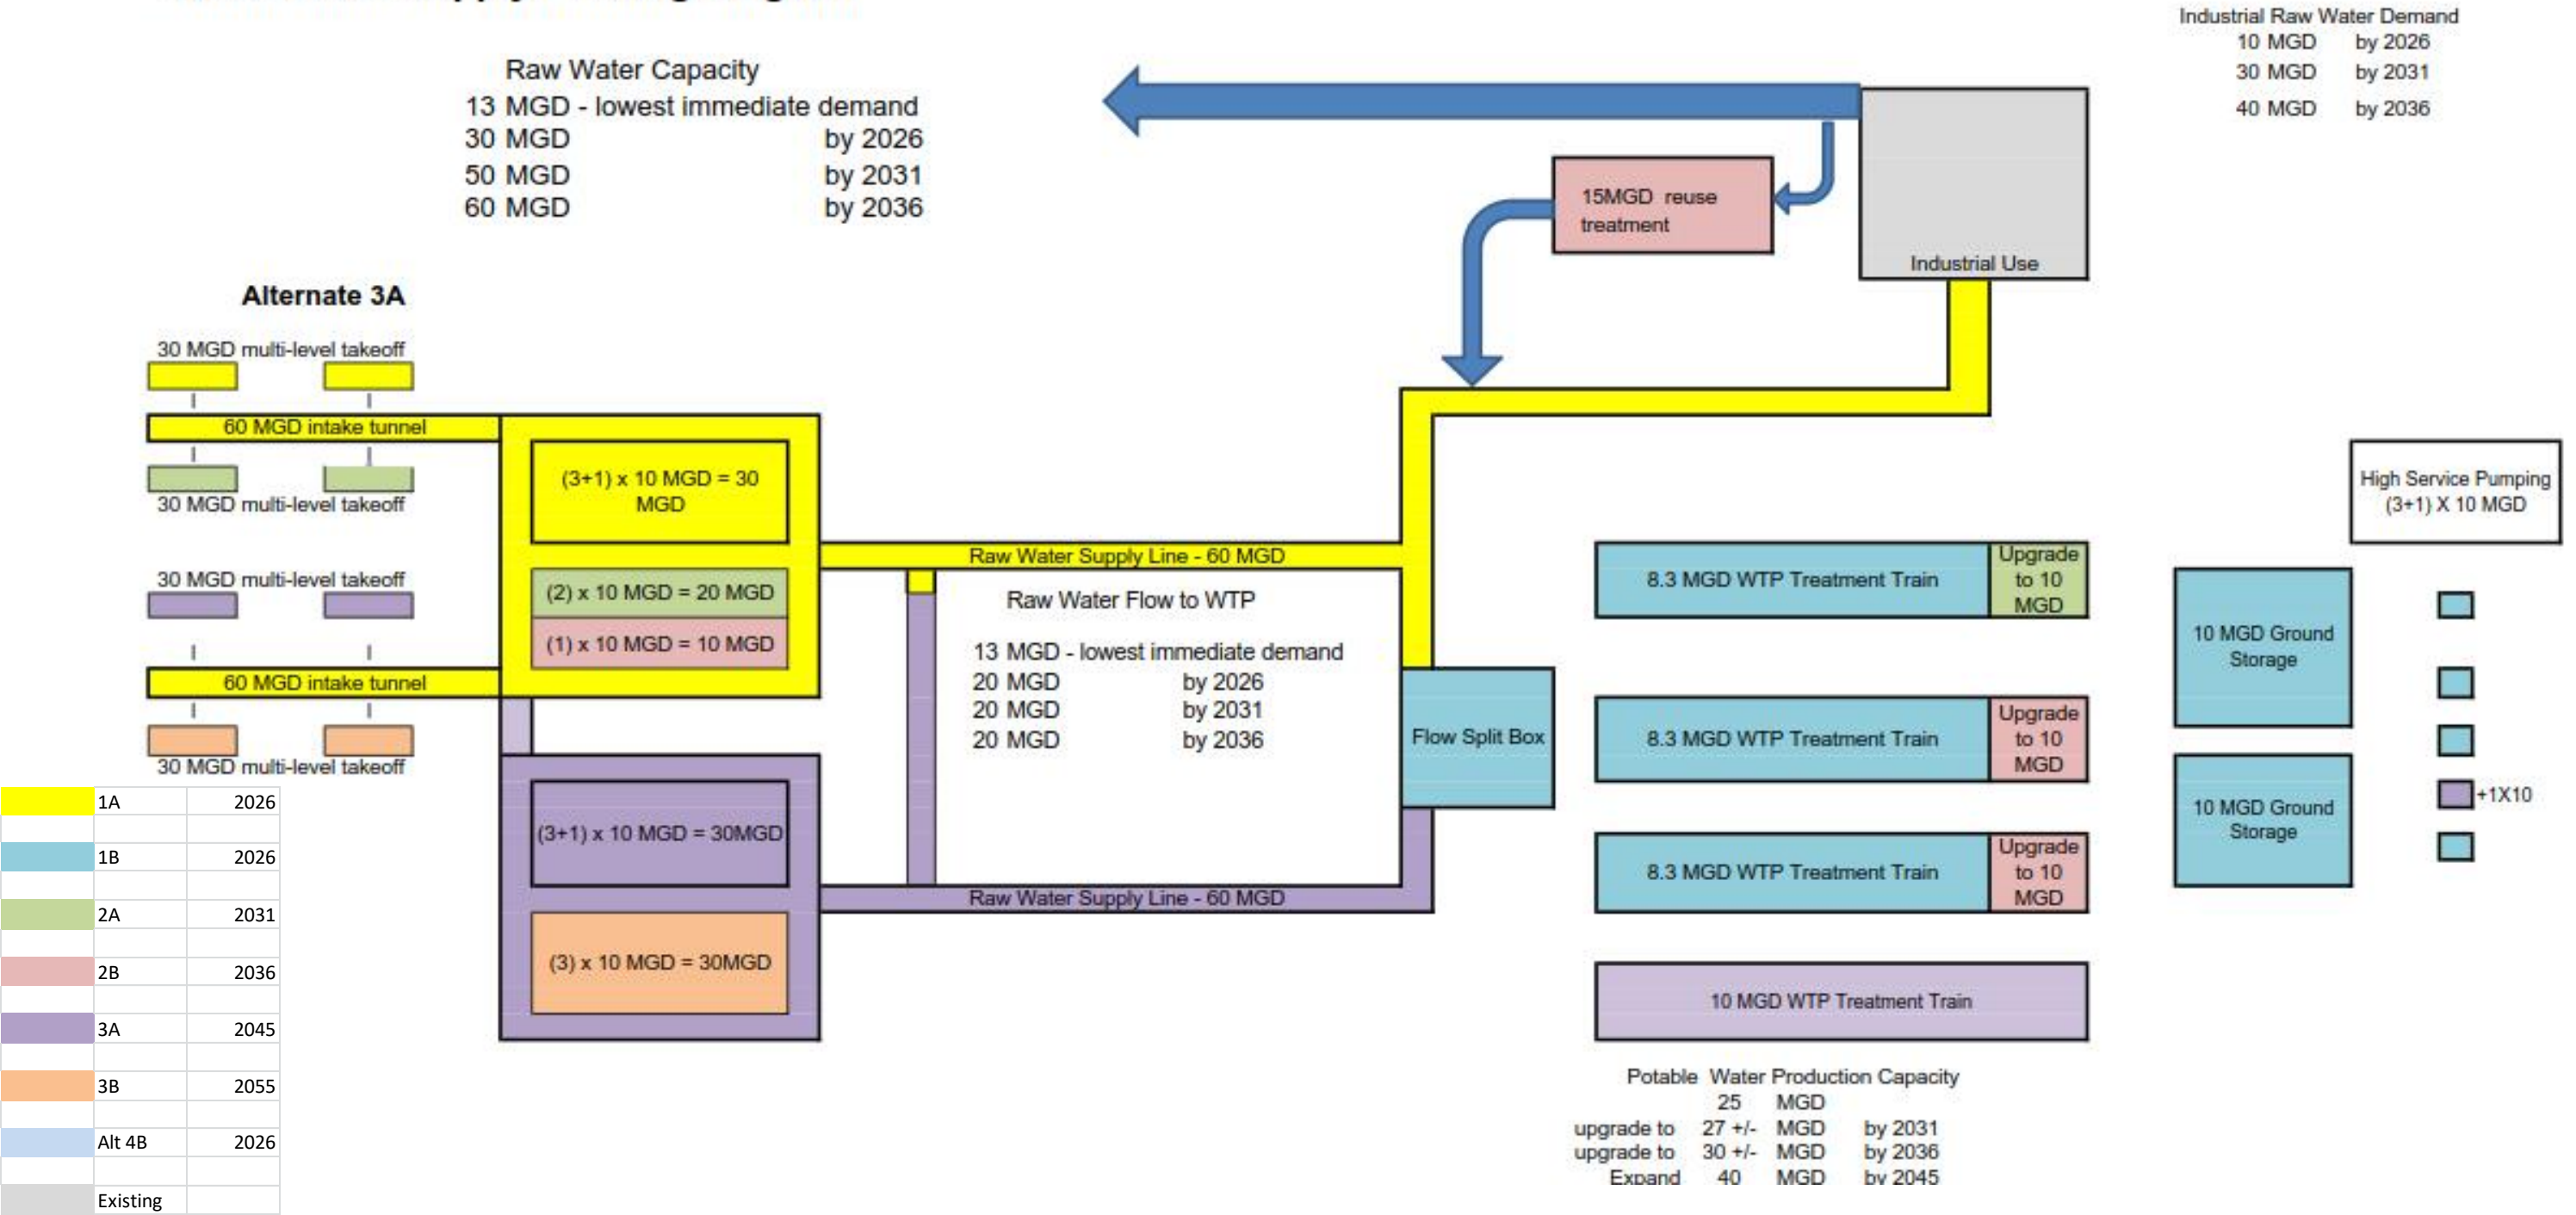 Industrial Raw Water Demand
10 MGD by 2026
30 MGD by 2031
40 MGD by 2036
Raw Water Capacity
13 MGD - lowest immediate demand
30 MGD by 2026
50 MGD by 2031
60 MGD by 2036
15MGD reuse
treatment
Industrial Use
Alternate 3A
30 MGD multi-level takeoff
60 MGD intake tunnel
30 MGD multi-level takeoff
30 MGD multi-level takeoff
60 MGD intake tunnel
30 MGD multi-level takeoff
(3+1) x 10 MGD = 30
MGD
(2) x 10 MGD = 20 MGD
(1) x 10 MGD = 10 MGD
(3+1) x 10 MGD = 30MGD
(3) x 10 MGD = 30MGD
Raw Water Supply Line - 60 MGD
Raw Water Flow to WTP
13 MGD - lowest immediate demand
20 MGD by 2026
20 MGD by 2031
20 MGD by 2036
Raw Water Supply Line - 60 MGD
Flow Split Box
8.3 MGD WTP Treatment Train
Upgrade
to 10
MGD
8.3 MGD WTP Treatment Train
Upgrade
to 10
MGD
8.3 MGD WTP Treatment Train
Upgrade
to 10
MGD
10 MGD WTP Treatment Train
10 MGD Ground
Storage
10 MGD Ground
Storage
High Service Pumping
(3+1) X 10 MGD
+1X10
Potable Water Production Capacity
25 MGD
upgrade to 27 +/- MGD by 2031
upgrade to 30 +/- MGD by 2036
Expand 40 MGD by 2045
1A 2026
1B 2026
2A 2031
2B 2036
3A 2045
3B 2055
Alt 4B 2026
Existing